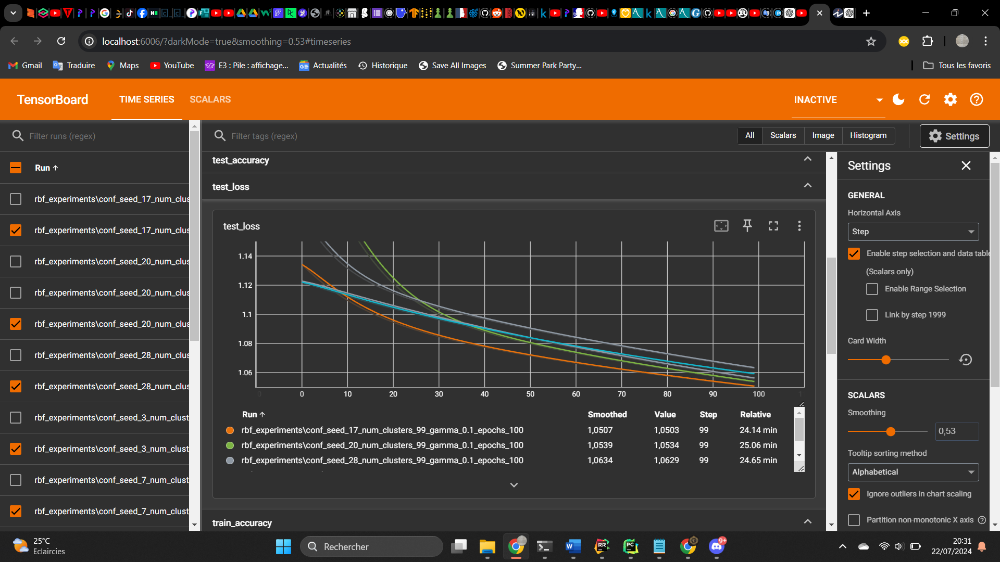 localhost:6006/?darkMode=true&smoothing=0.53#timeseries
Gmail Traduire Maps YouTube E3 : Pile : affichage... Actualités Historique Save All Images Summer Park Party... Tous les favoris
TensorBoard TIME SERIES SCALARS INACTIVE
Filter runs (regex) Filter tags (regex) All Scalars Image Histogram Settings
Run
rbf_experiments\conf_seed_17_num_clus
rbf_experiments\conf_seed_17_num_clus
rbf_experiments\conf_seed_20_num_clus
rbf_experiments\conf_seed_20_num_clus
rbf_experiments\conf_seed_20_num_clus
rbf_experiments\conf_seed_28_num_clus
rbf_experiments\conf_seed_28_num_clus
rbf_experiments\conf_seed_3_num_clust
rbf_experiments\conf_seed_3_num_clust
rbf_experiments\conf_seed_7_num_clust
rbf_experiments\conf_seed_7_num_clust
test_accuracy
test_loss
test_loss
1.14
1.12
1.1
1.08
1.06
0 10 20 30 40 50 60 70 80 90 100
Run Smoothed Value Step Relative
rbf_experiments\conf_seed_17_num_clusters_99_gamma_0.1_epochs_100 1,0507 1,0503 99 24.14 min
rbf_experiments\conf_seed_20_num_clusters_99_gamma_0.1_epochs_100 1,0539 1,0534 99 25.06 min
rbf_experiments\conf_seed_28_num_clusters_99_gamma_0.1_epochs_100 1,0634 1,0629 99 24.65 min
train_accuracy
Settings
GENERAL
Horizontal Axis
Step
Enable step selection and data table
(Scalars only)
Enable Range Selection
Link by step 1999
Card Width
SCALARS
Smoothing
0,53
Tooltip sorting method
Alphabetical
Ignore outliers in chart scaling
Partition non-monotonic X axis
25°C
Eclaircies
Rechercher
20:31
22/07/2024